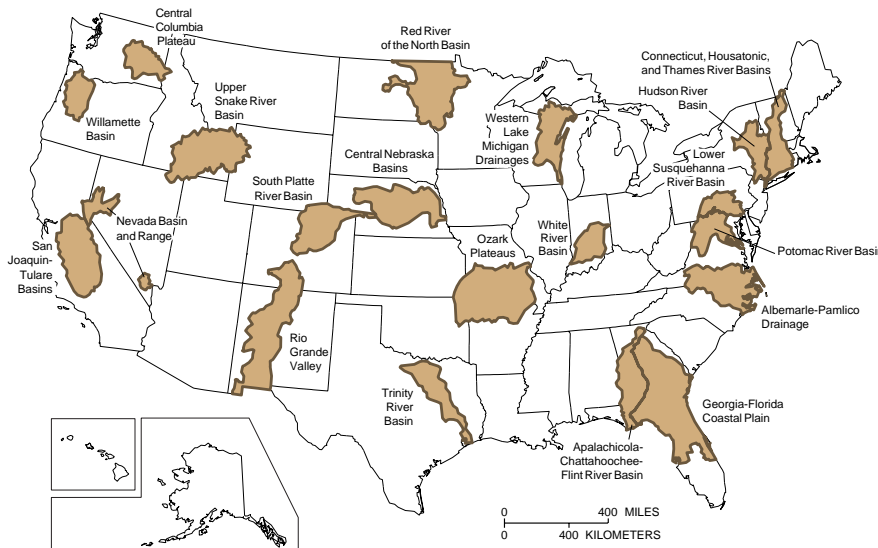 Central
Columbia
Plateau
Red River
of the North Basin
Connecticut, Housatonic,
and Thames River Basins
Hudson River
Basin
Upper
Snake River
Basin
Willamette
Basin
Western
Lake
Michigan
Drainages
Central Nebraska
Basins
Lower
Susquehanna
River Basin
South Platte
River Basin
Nevada Basin
and Range
White
River
Basin
Ozark
Plateaus
San
Joaquin-
Tulare
Basins
Potomac River Basi
Albemarle-Pamlico
Drainage
Rio
Grande
Valley
Trinity
River
Basin
Georgia-Florida
Coastal Plain
Apalachicola-
Chattahoochee-
Flint River Basin
0 400 MILES
0 400 KILOMETERS